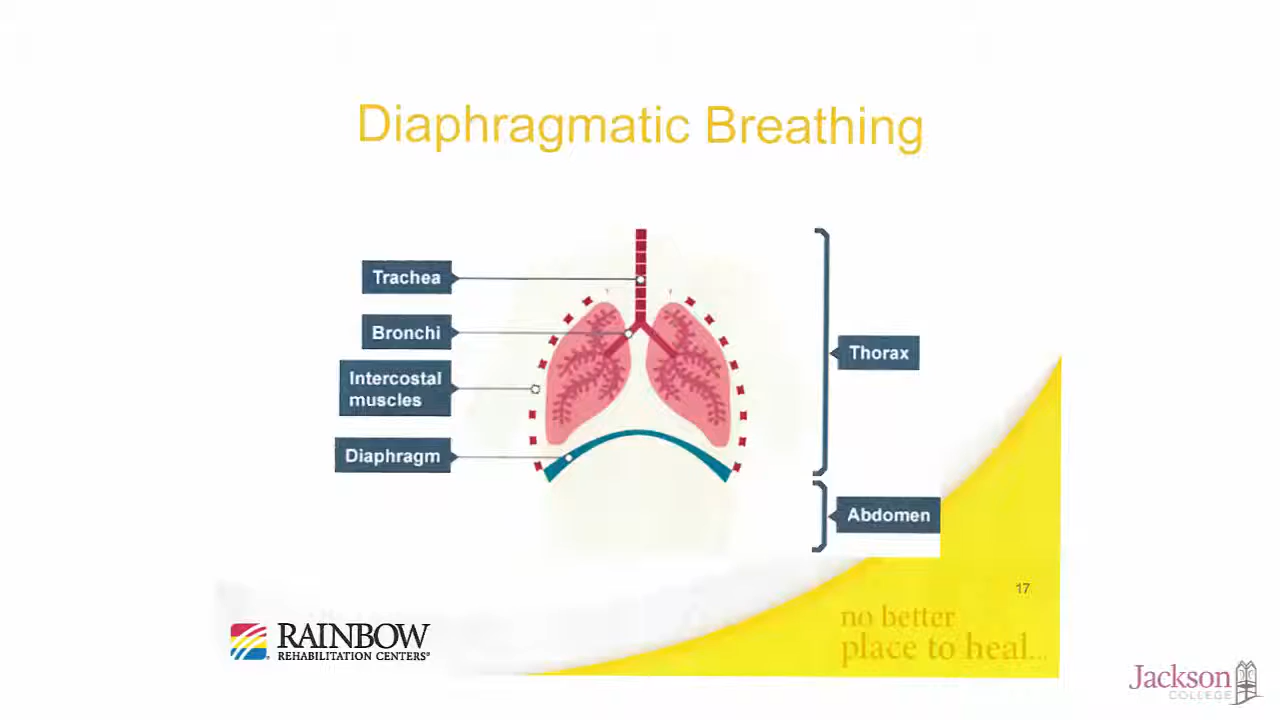 Diaphragmatic Breathing
Trachea
Bronchi
Intercostal
muscles
Diaphragm
Thorax
Abdomen
17
no better
place to heal...
RAINBOW
REHABILITATION CENTERS®
Jackson
COLLEGE